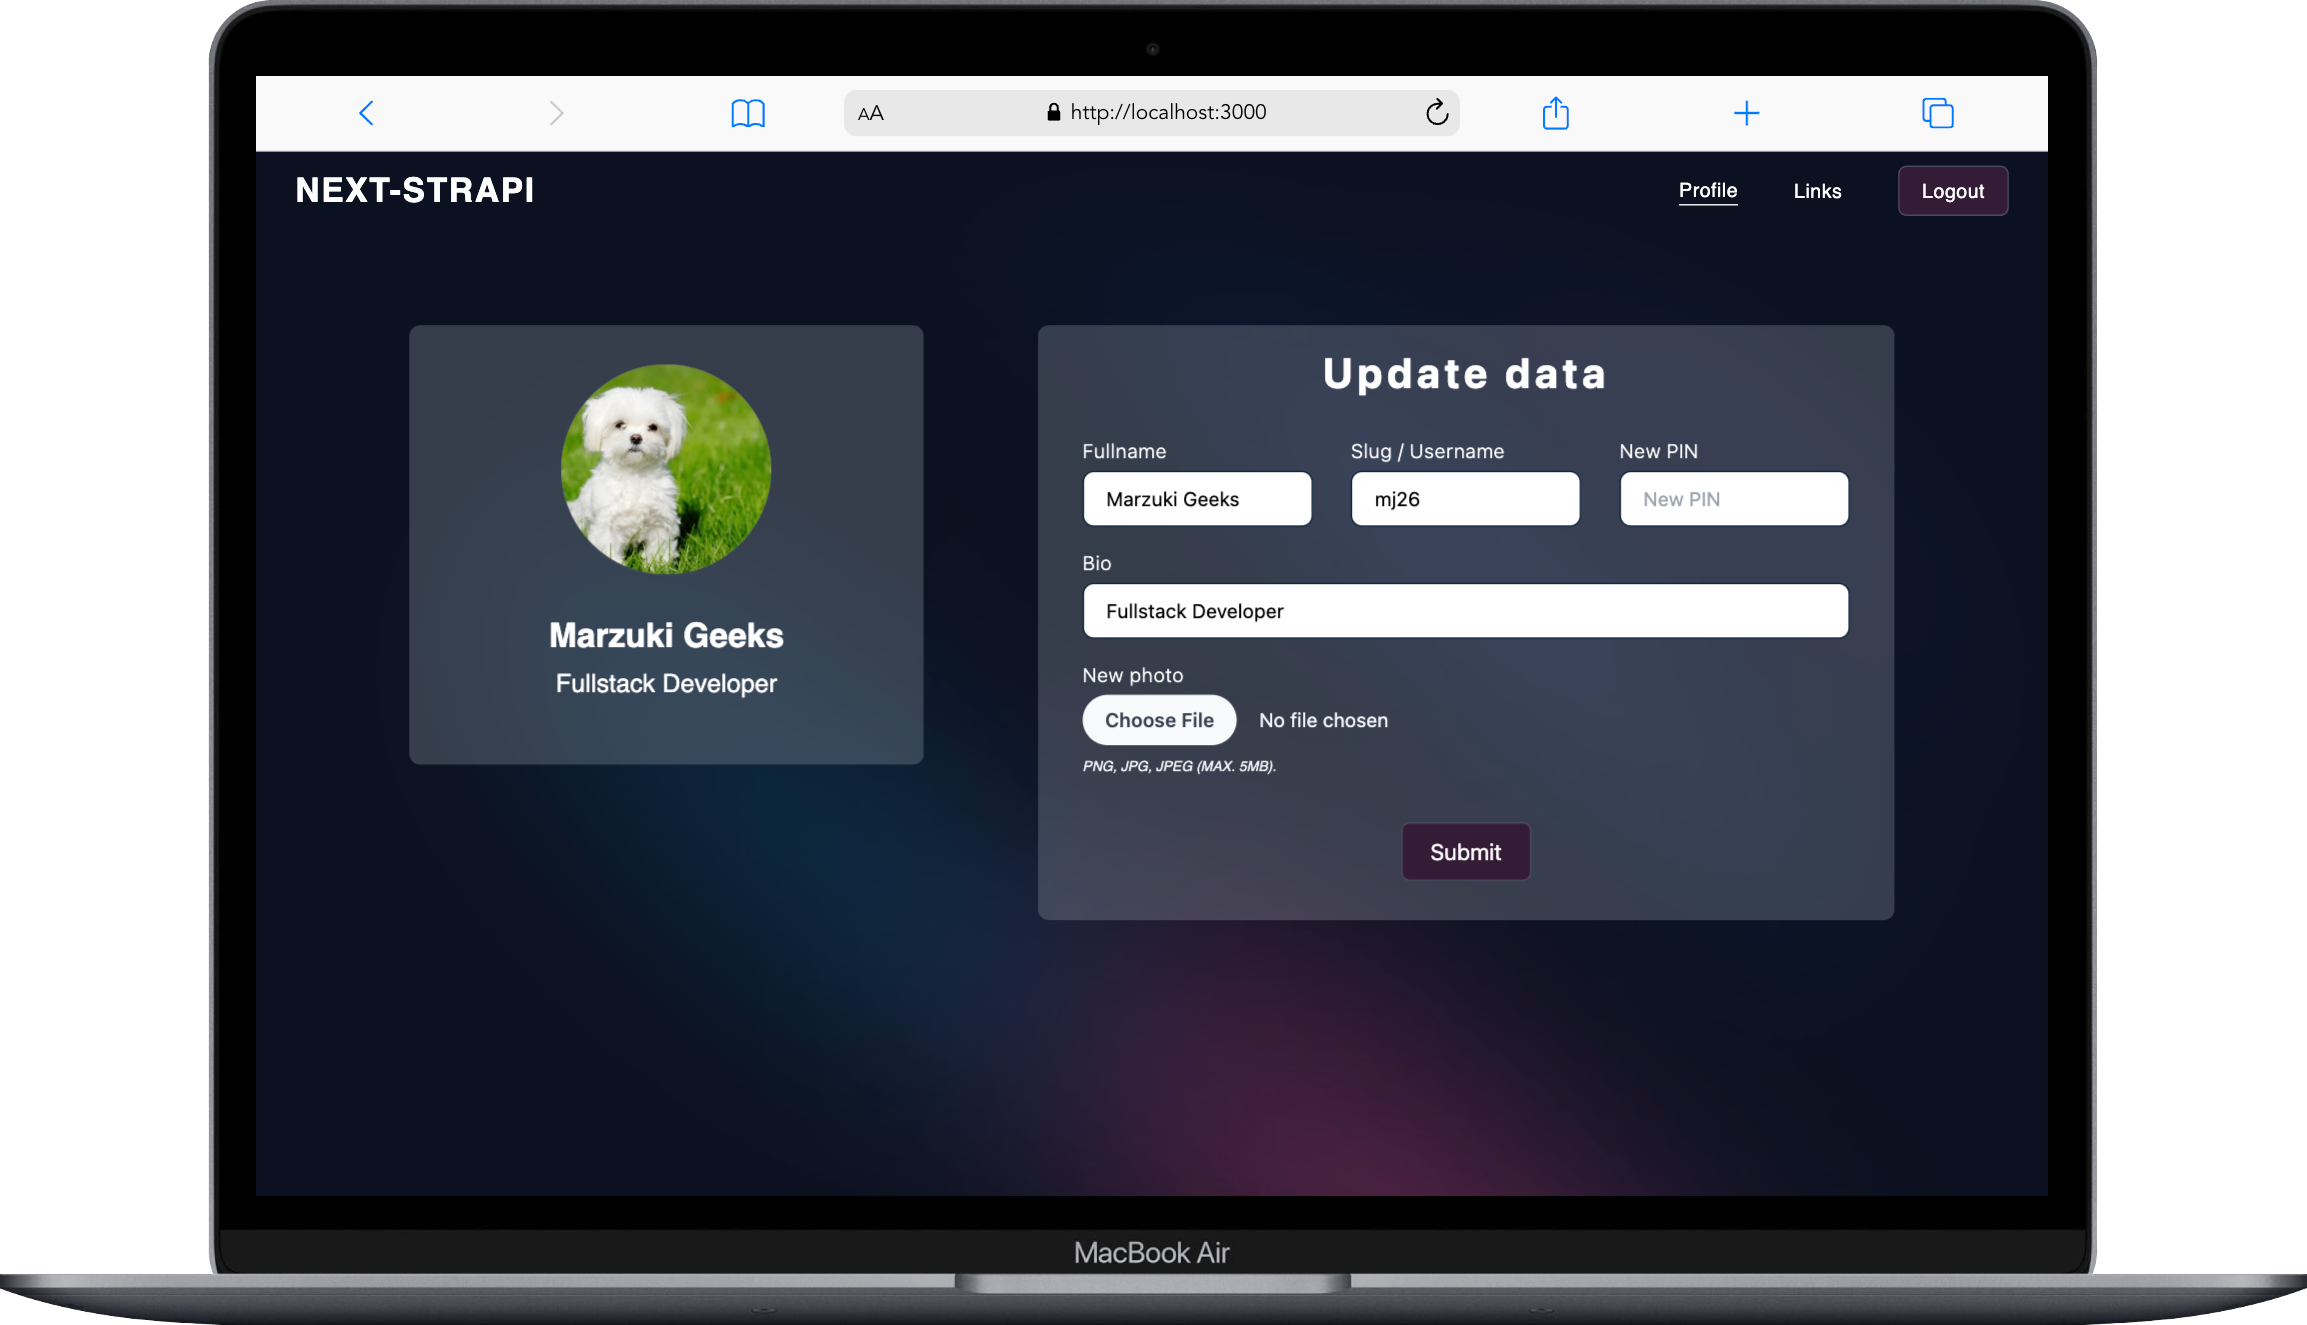 AA http://localhost:3000
NEXT-STRAPI
Profile Links Logout
Marzuki Geeks
Fullstack Developer
Update data
Fullname Slug / Username New PIN
Marzuki Geeks mj26 New PIN
Bio
Fullstack Developer
New photo
Choose File No file chosen
PNG, JPG, JPEG (MAX. 5MB).
Submit
MacBook Air